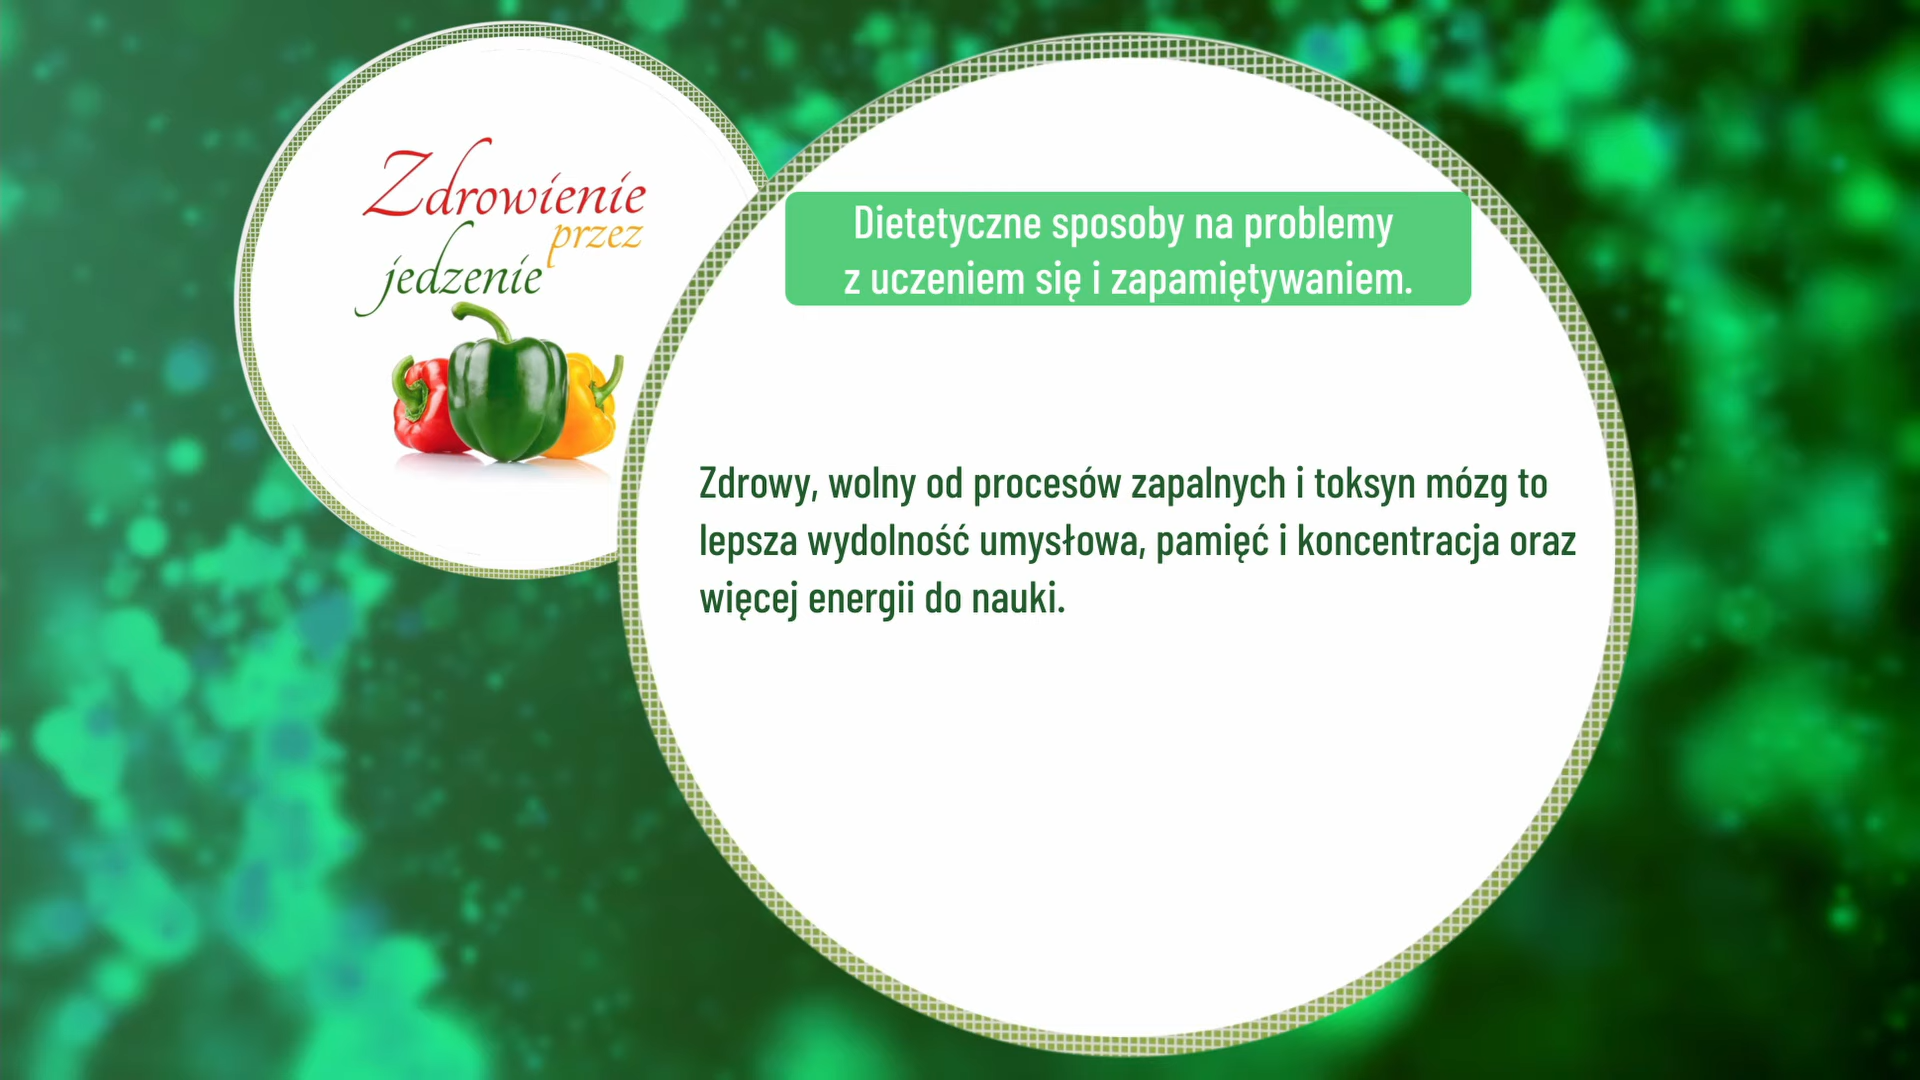 Zdrowienie
przez
jedzenie
Dietetyczne sposoby na problemy
z uczeniem się i zapamiętywaniem.
Zdrowy, wolny od procesów zapalnych i toksyn mózg to
lepsza wydolność umysłowa, pamięć i koncentracja oraz
więcej energii do nauki.